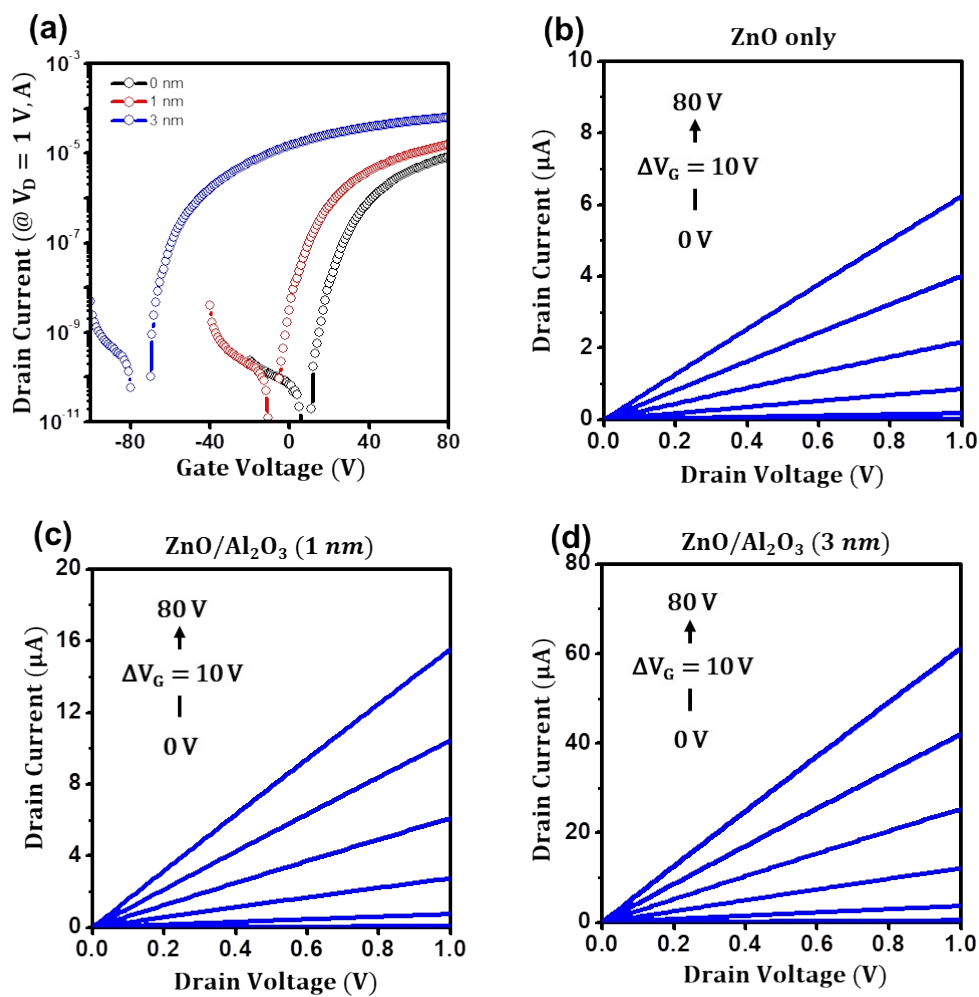 (a)
10⁻³
10⁻⁵
10⁻⁷
10⁻⁹
10⁻¹¹
Drain Current (@ V_D = 1 V, A)
0 nm
1 nm
3 nm
-80 -40 0 40 80
Gate Voltage (V)
(b)
ZnO only
10
8
6
4
2
0
Drain Current (μA)
80 V
ΔV_G = 10 V
0 V
0.0 0.2 0.4 0.6 0.8 1.0
Drain Voltage (V)
(c)
ZnO/Al₂O₃ (1 nm)
20
16
12
8
4
0
Drain Current (μA)
80 V
ΔV_G = 10 V
0 V
0.0 0.2 0.4 0.6 0.8 1.0
Drain Voltage (V)
(d)
ZnO/Al₂O₃ (3 nm)
80
60
40
20
0
Drain Current (μA)
80 V
ΔV_G = 10 V
0 V
0.0 0.2 0.4 0.6 0.8 1.0
Drain Voltage (V)